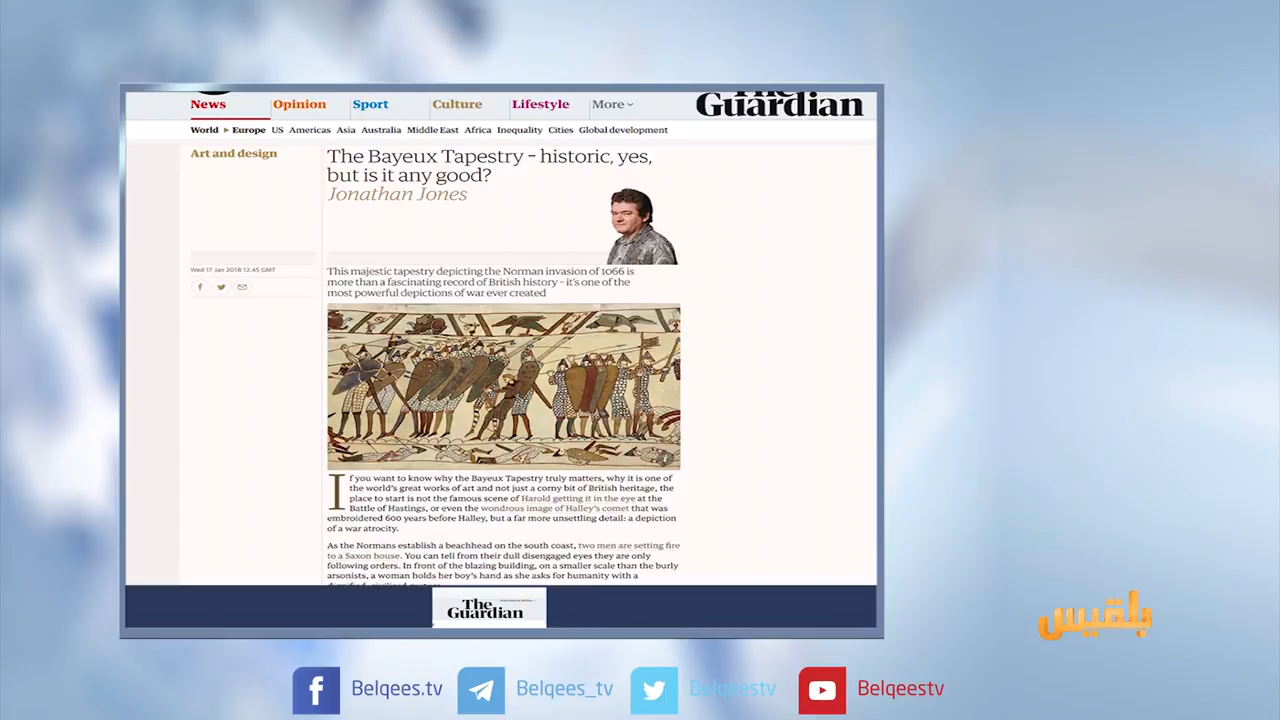 News Opinion Sport Culture Lifestyle More
The
Guardian
World Europe US Americas Asia Australia Middle East Africa Inequality Cities Global development
Art and design
The Bayeux Tapestry – historic, yes,
but is it any good?
Jonathan Jones
Wed 17 Jan 2018 12.45 GMT
This majestic tapestry depicting the Norman invasion of 1066 is
more than a fascinating record of British history – it's one of the
most powerful depictions of war ever created
If you want to know why the Bayeux Tapestry truly matters, why it is one of
the world's great works of art and not just a corny bit of British heritage, the
place to start is not the famous scene of Harold getting it in the eye at the
Battle of Hastings, or even the wondrous image of Halley's comet that was
embroidered 600 years before Halley, but a far more unsettling detail: a depiction
of a war atrocity.
As the Normans establish a beachhead on the south coast, two men are setting fire
to a Saxon house. You can tell from their dull disengaged eyes they are only
following orders. In front of the blazing building, on a smaller scale than the burly
arsonists, a woman holds her boy's hand as she asks for humanity with a
The
Guardian
بلقيس
Belqees.tv Belqees_tv Belqeestv Belqeestv